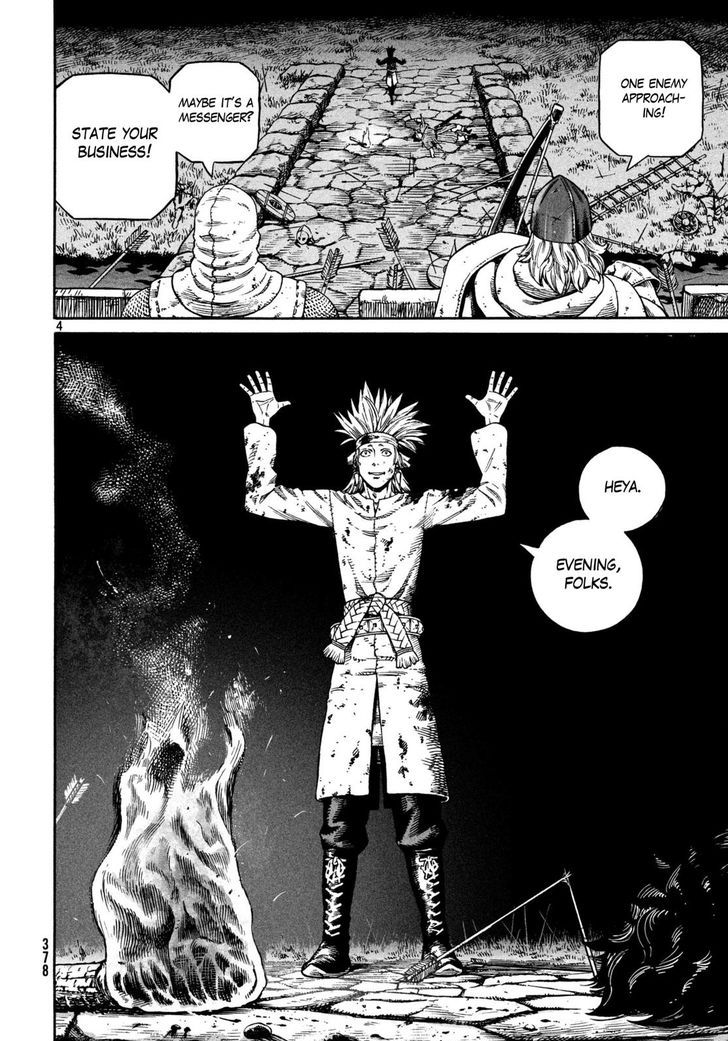 ONE ENEMY
APPROACH-
ING!
MAYBE IT'S A
MESSENGER?
STATE YOUR
BUSINESS!
4
HEYA.
EVENING,
FOLKS.
378